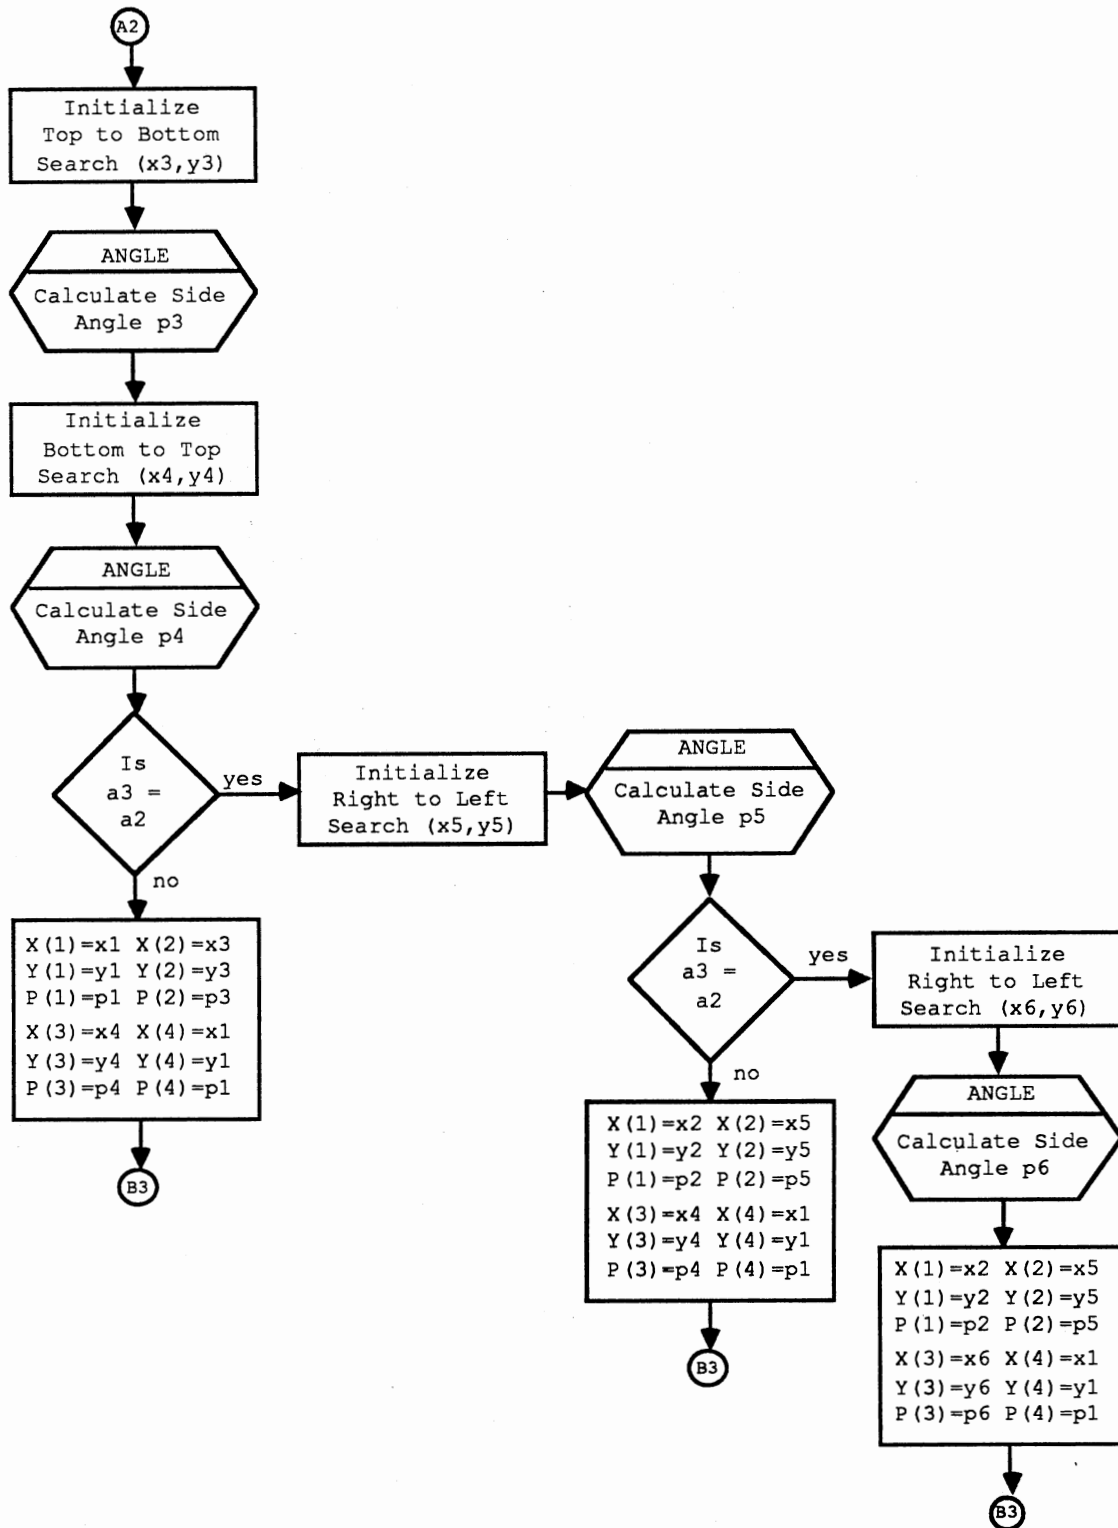 A2
Initialize
Top to Bottom
Search (x3,y3)
ANGLE
Calculate Side
Angle p3
Initialize
Bottom to Top
Search (x4,y4)
ANGLE
Calculate Side
Angle p4
Is
a3 =
a2
yes
no
Initialize
Right to Left
Search (x5,y5)
ANGLE
Calculate Side
Angle p5
X(1)=x1 X(2)=x3
Y(1)=y1 Y(2)=y3
P(1)=p1 P(2)=p3
X(3)=x4 X(4)=x1
Y(3)=y4 Y(4)=y1
P(3)=p4 P(4)=p1
B3
Is
a3 =
a2
yes
no
Initialize
Right to Left
Search (x6,y6)
ANGLE
Calculate Side
Angle p6
X(1)=x2 X(2)=x5
Y(1)=y2 Y(2)=y5
P(1)=p2 P(2)=p5
X(3)=x4 X(4)=x1
Y(3)=y4 Y(4)=y1
P(3)=p4 P(4)=p1
B3
X(1)=x2 X(2)=x5
Y(1)=y2 Y(2)=y5
P(1)=p2 P(2)=p5
X(3)=x6 X(4)=x1
Y(3)=y6 Y(4)=y1
P(3)=p6 P(4)=p1
B3